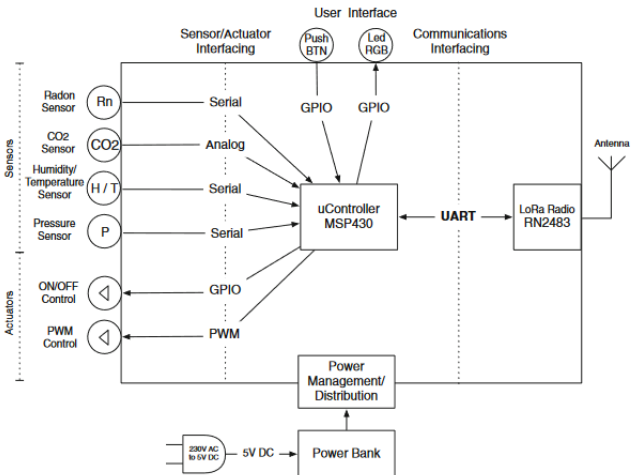 User Interface
Sensor/Actuator
Interfacing
Push
BTN
Led
RGB
Communications
Interfacing
Sensors
Radon
Sensor
Rn
Serial
GPIO
GPIO
CO2
Sensor
CO2
Analog
Antenna
Humidity/
Temperature
Sensor
H / T
Serial
uController
MSP430
UART
LoRa Radio
RN2483
Pressure
Sensor
P
Serial
Actuators
ON/OFF
Control
GPIO
PWM
Control
PWM
Power
Management/
Distribution
230V AC
to 5V DC
5V DC
Power Bank